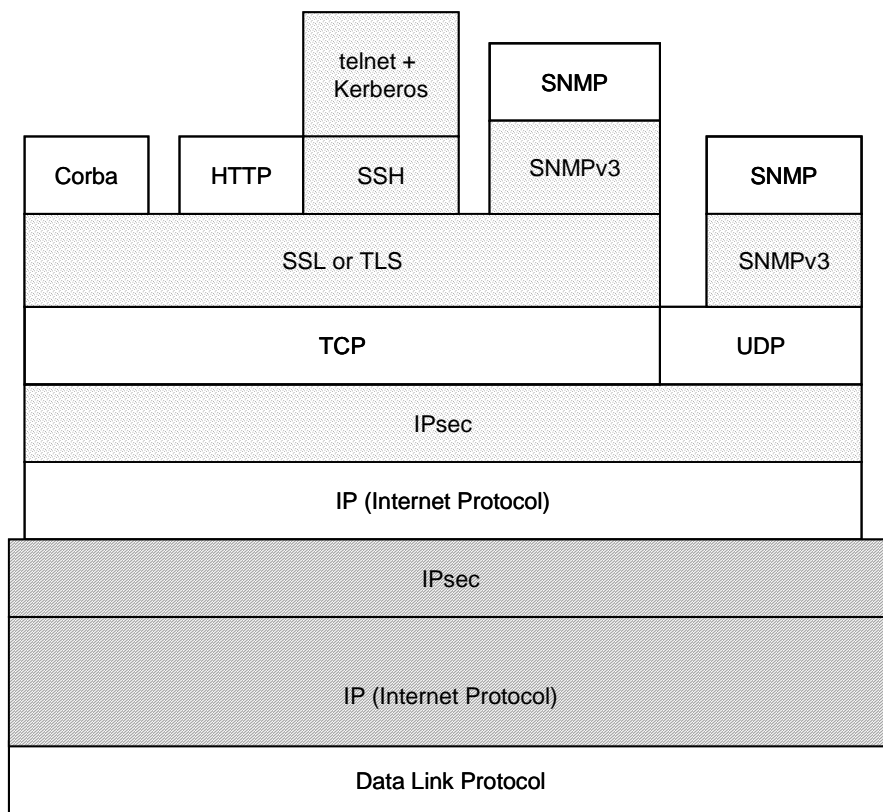 telnet +
Kerberos
SNMP
Corba
HTTP
SSH
SNMPv3
SNMP
SSL or TLS
SNMPv3
TCP
UDP
IPsec
IP (Internet Protocol)
IPsec
IP (Internet Protocol)
Data Link Protocol